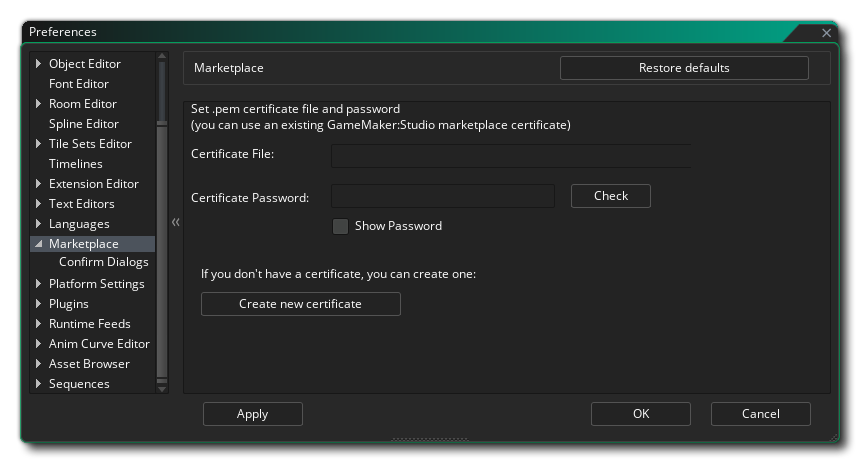 Preferences
Object Editor
Font Editor
Room Editor
Spline Editor
Tile Sets Editor
Timelines
Extension Editor
Text Editors
Languages
Marketplace
Confirm Dialogs
Platform Settings
Plugins
Runtime Feeds
Anim Curve Editor
Asset Browser
Sequences
Marketplace
Restore defaults
Set .pem certificate file and password
(you can use an existing GameMaker:Studio marketplace certificate)
Certificate File:
Certificate Password:
Check
Show Password
If you don't have a certificate, you can create one:
Create new certificate
Apply
OK
Cancel